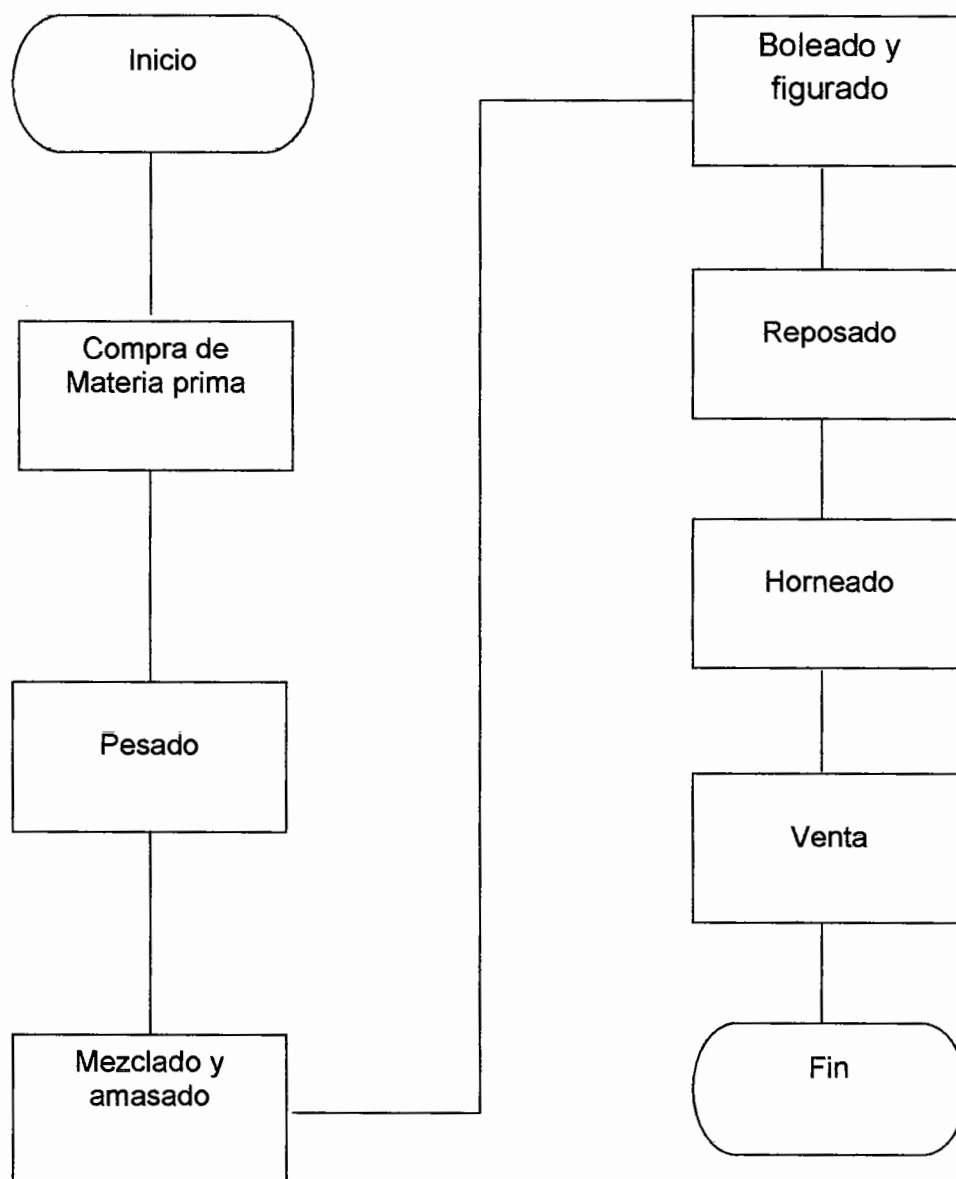 Inicio
Compra de
Materia prima
Pesado
Mezclado y
amasado
Boleado y
figurado
Reposado
Horneado
Venta
Fin